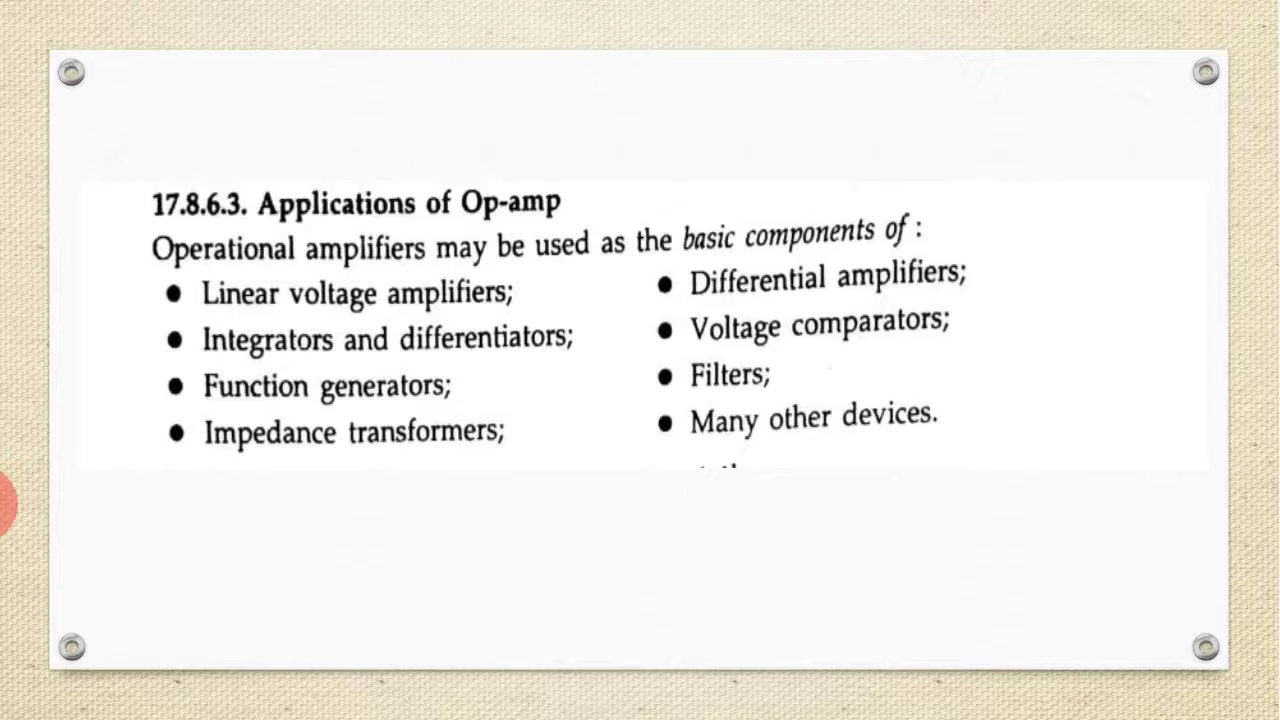 17.8.6.3. Applications of Op-amp
Operational amplifiers may be used as the basic components of :
● Linear voltage amplifiers;
● Integrators and differentiators;
● Function generators;
● Impedance transformers;
● Differential amplifiers;
● Voltage comparators;
● Filters;
● Many other devices.